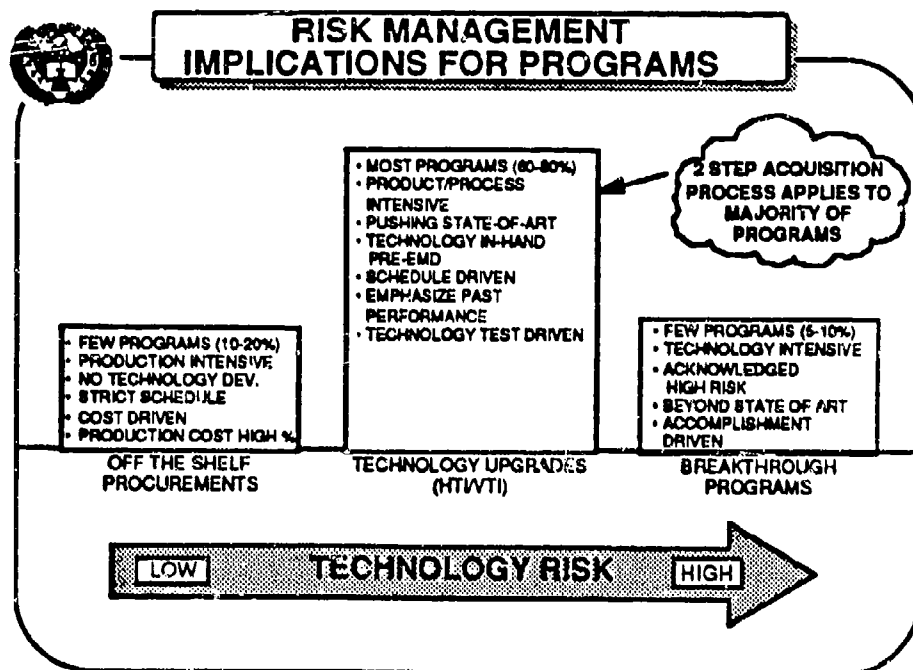 RISK MANAGEMENT
IMPLICATIONS FOR PROGRAMS
2 STEP ACQUISITION
PROCESS APPLIES TO
MAJORITY OF
PROGRAMS
• MOST PROGRAMS (60-80%)
• PRODUCT/PROCESS
INTENSIVE
• PUSHING STATE-OF-ART
• TECHNOLOGY IN-HAND
PRE-EMD
• SCHEDULE DRIVEN
• EMPHASIZE PAST
PERFORMANCE
• TECHNOLOGY TEST DRIVEN
• FEW PROGRAMS (10-20%)
• PRODUCTION INTENSIVE
• NO TECHNOLOGY DEV.
• STRICT SCHEDULE
• COST DRIVEN
• PRODUCTION COST HIGH %
• FEW PROGRAMS (5-10%)
• TECHNOLOGY INTENSIVE
• ACKNOWLEDGED
HIGH RISK
• BEYOND STATE OF ART
• ACCOMPLISHMENT
DRIVEN
OFF THE SHELF
PROCUREMENTS
TECHNOLOGY UPGRADES
(HTI/VTI)
BREAKTHROUGH
PROGRAMS
LOW
TECHNOLOGY RISK
HIGH